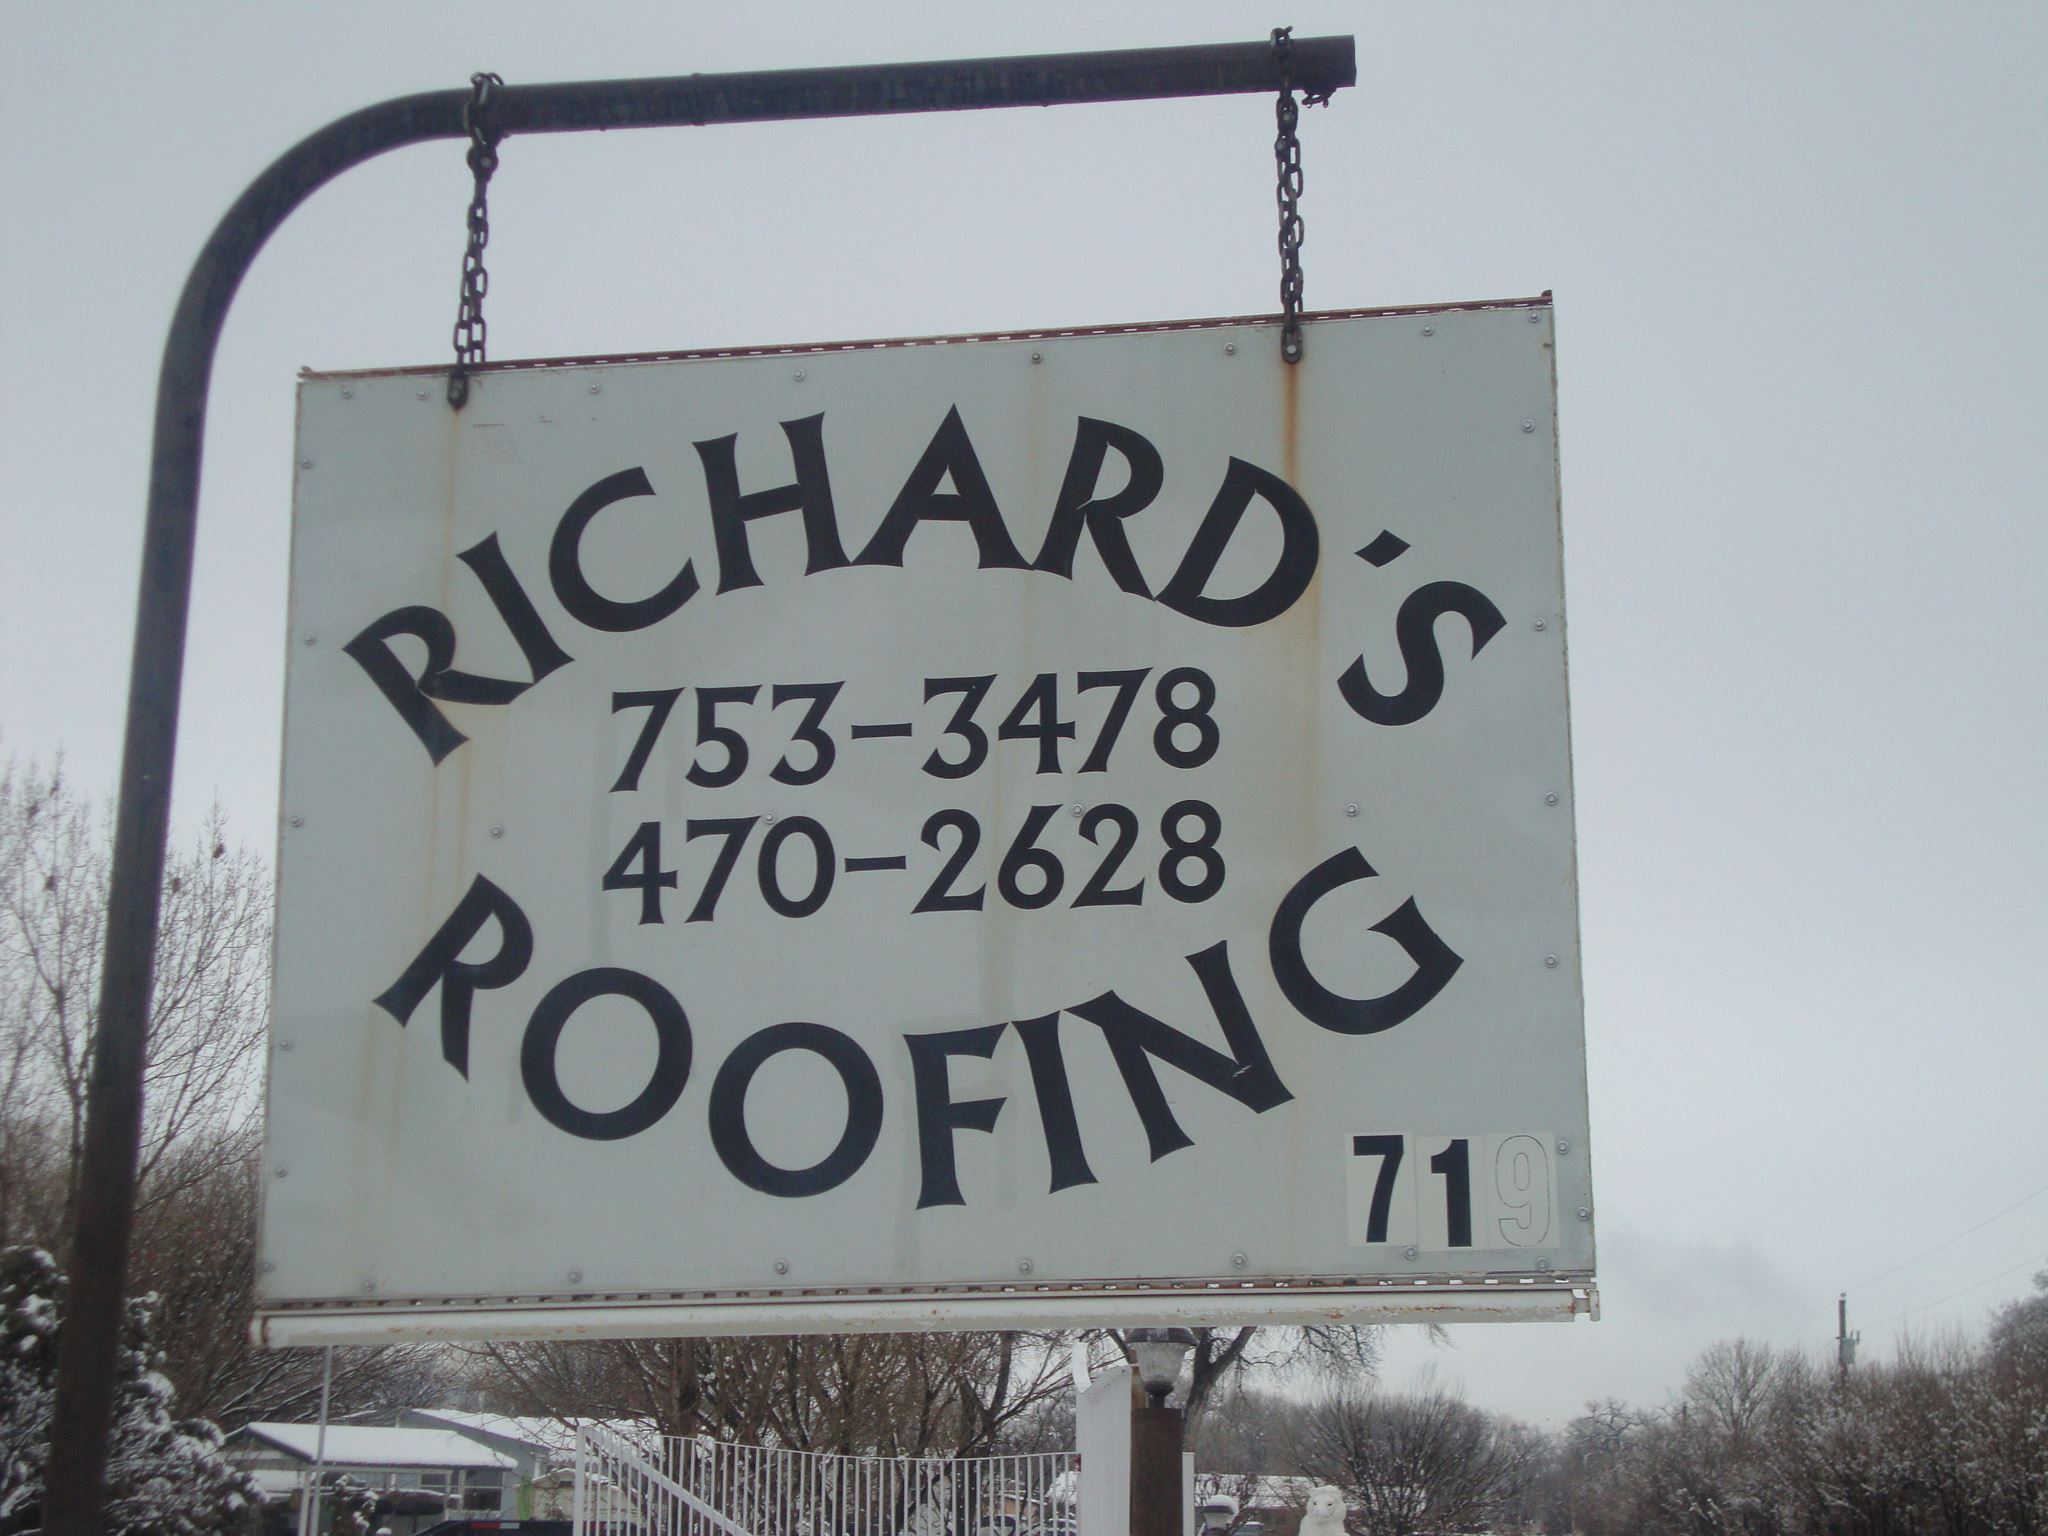 RICHARD'S
753-3478
470-2628
ROOFING
719